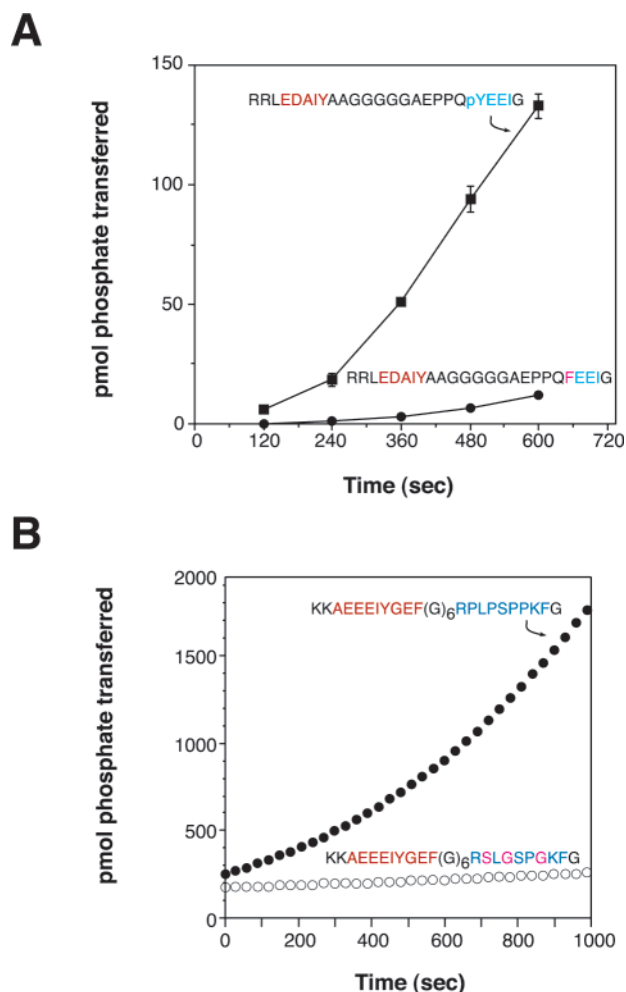 A
150
RRLEDAIYAAGGGGGAEPPQpYEEIG
100
pmol phosphate transferred
50
RRLEDAIYAAGGGGGAEPPQFEEIG
0
0 120 240 360 480 600 720
Time (sec)
B
2000
KKAEEEIYGEF(G)6RPLPSPPKFG
1500
pmol phosphate transferred
1000
500
KKAEEEIYGEF(G)6RSLGSPGKFG
0
0 200 400 600 800 1000
Time (sec)